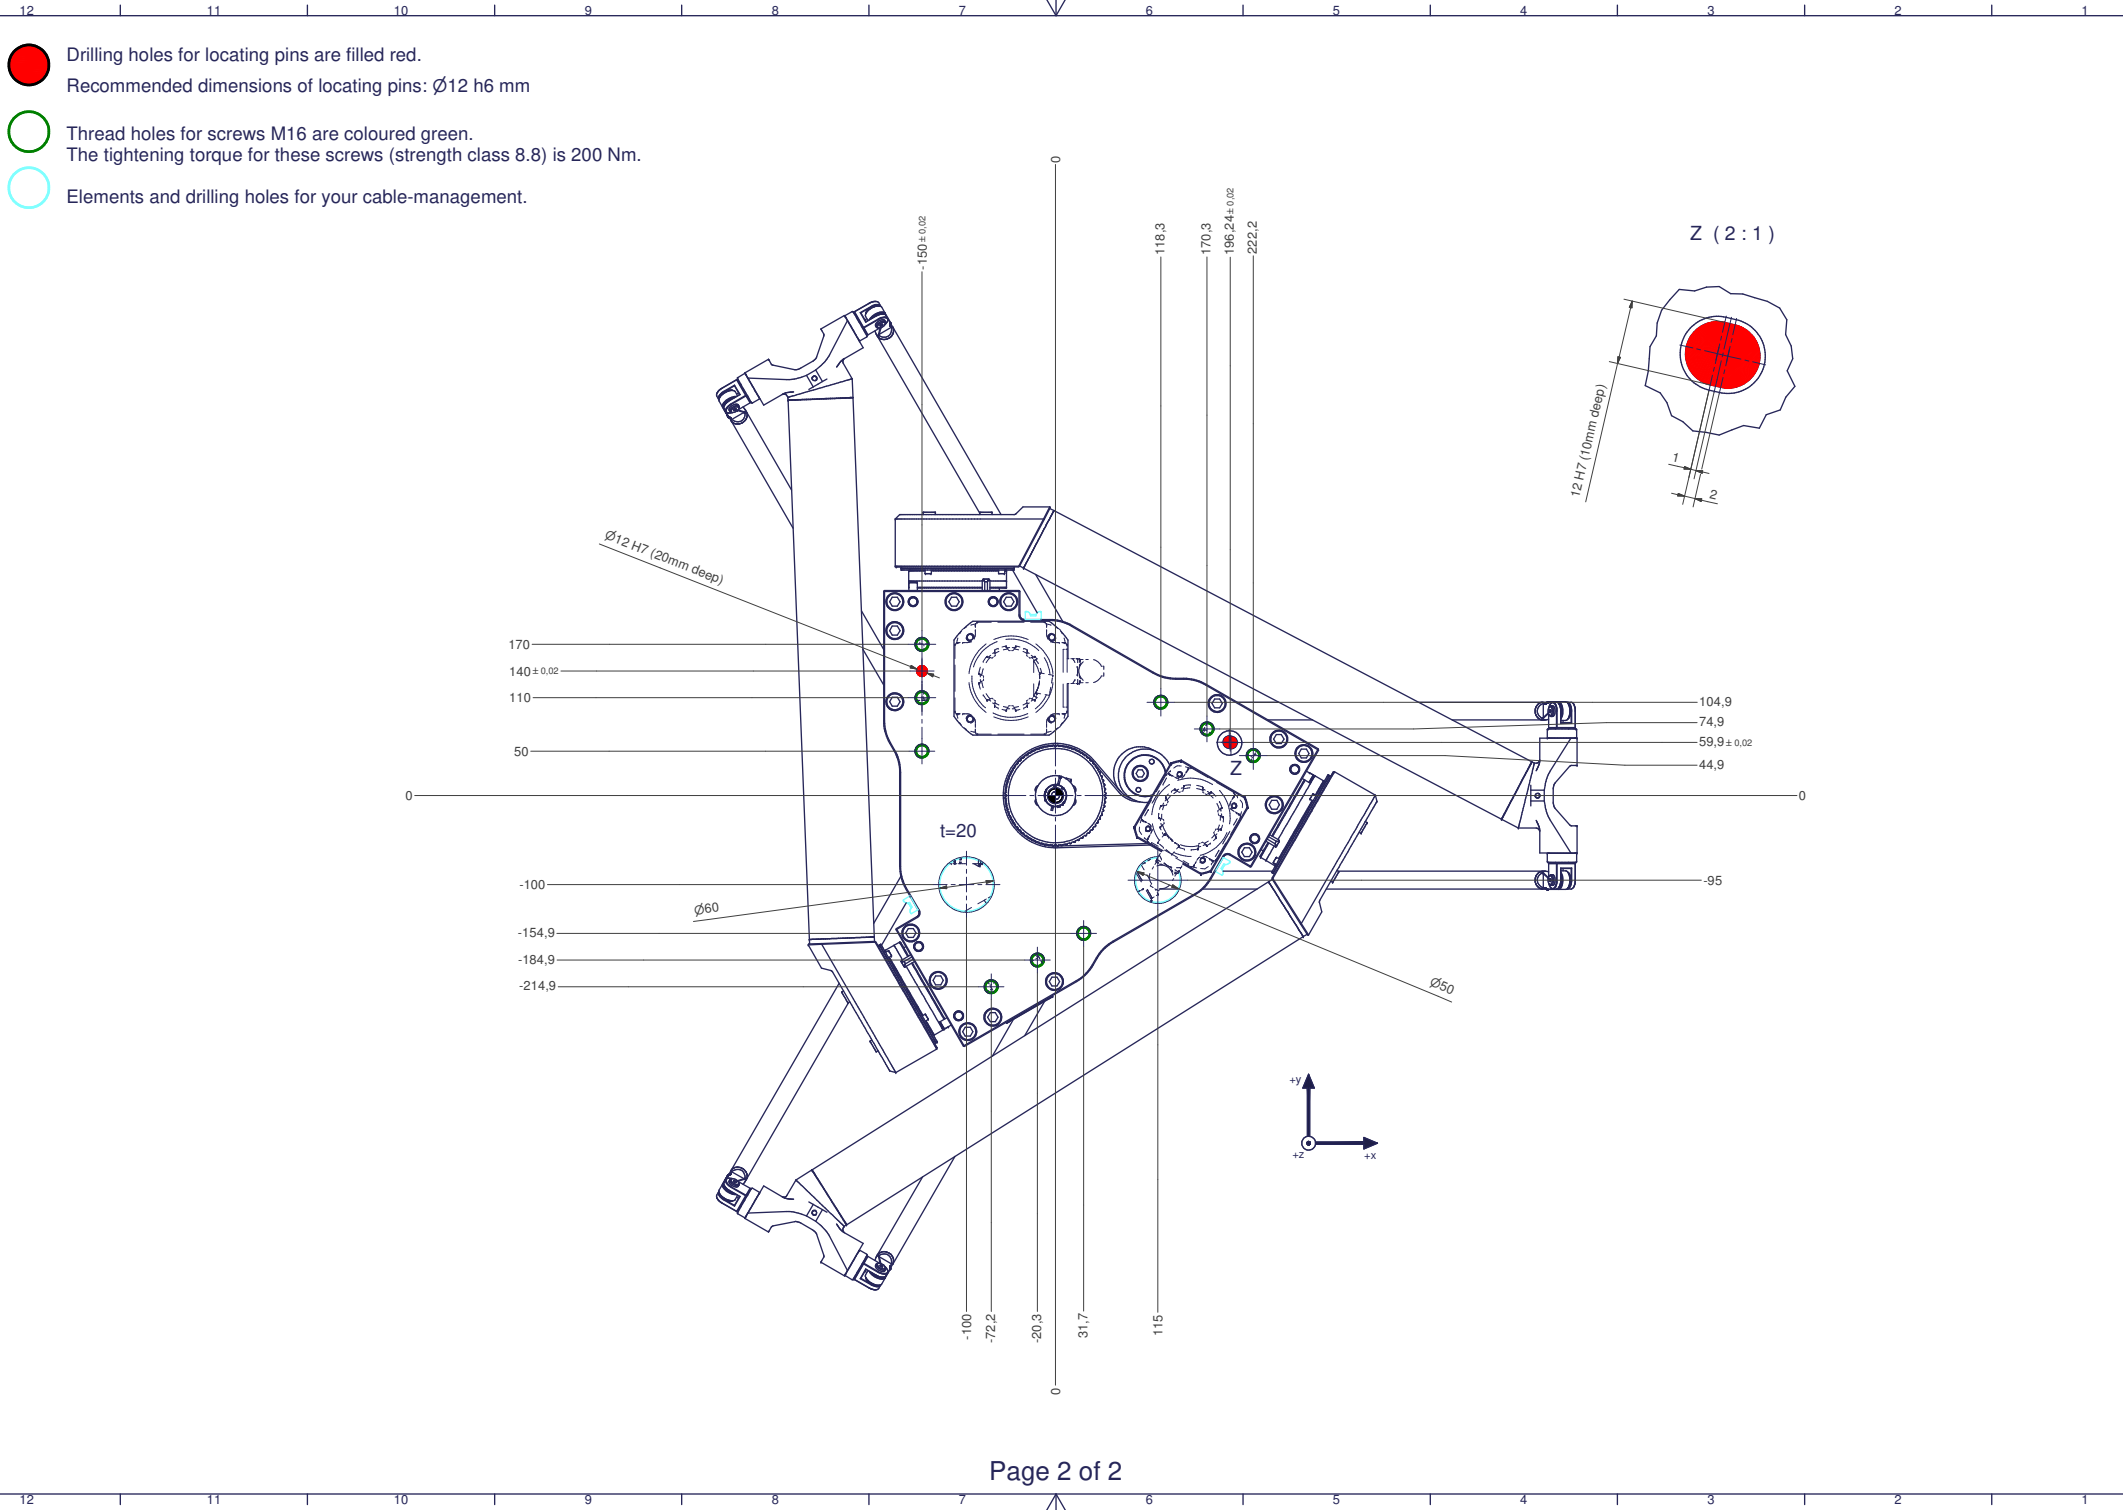 12 11 10 9 8 7 6 5 4 3 2 1
Drilling holes for locating pins are filled red.
Recommended dimensions of locating pins: Ø12 h6 mm
Thread holes for screws M16 are coloured green.
The tightening torque for these screws (strength class 8.8) is 200 Nm.
Elements and drilling holes for your cable-management.
0
-150±0,02
118,3
170,3
196,24±0,02
222,2
Z (2:1)
12 H7 (10mm deep)
1
2
Ø12 H7 (20mm deep)
170
140±0,02
110
50
0
104,9
74,9
59,9±0,02
44,9
0
Z
t=20
-100
Ø60
-95
-154,9
-184,9
-214,9
Ø50
+y
+z
+x
-100
-72,2
-20,3
31,7
115
0
Page 2 of 2
12 11 10 9 8 7 6 5 4 3 2 1